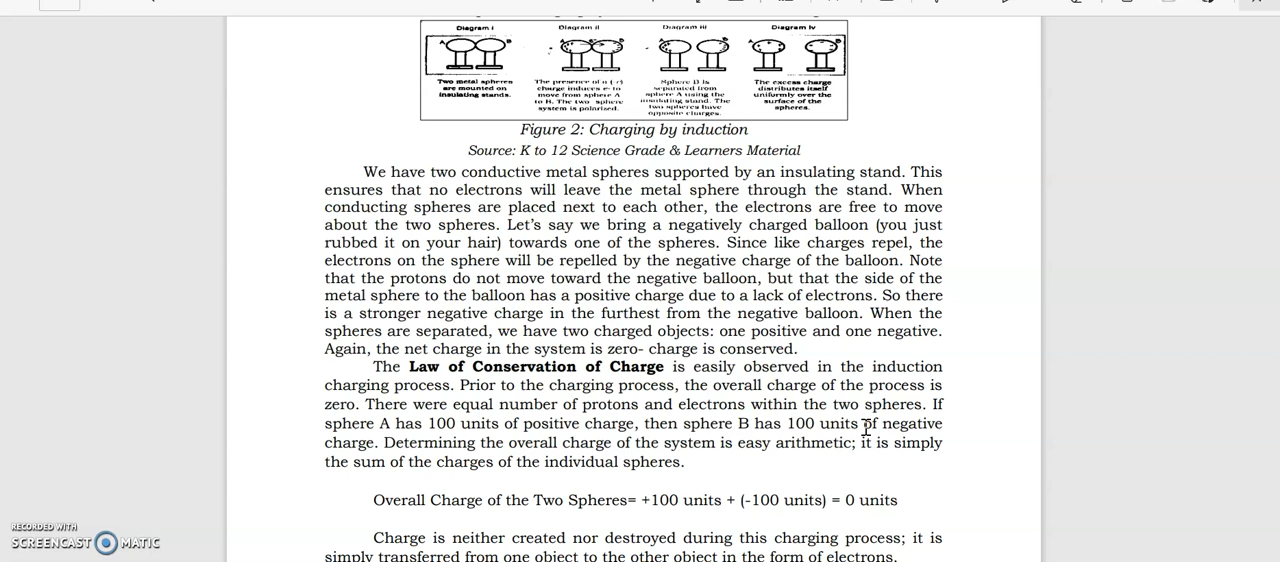 Diagram i
Diagram ii
Diagram iii
Diagram iv
A B
A
A B
A B
Two metal spheres
are mounted on
insulating stands.
The presence of a (-)
charge induces e- to
move from sphere A
to B. The two sphere
system is polarized.
Sphere B is
separated from
sphere A using the
insulating stand. The
two spheres have
opposite charges.
The excess charge
distributes itself
uniformly over the
surface of the
spheres.
Figure 2: Charging by induction
Source: K to 12 Science Grade & Learners Material
We have two conductive metal spheres supported by an insulating stand. This
ensures that no electrons will leave the metal sphere through the stand. When
conducting spheres are placed next to each other, the electrons are free to move
about the two spheres. Let's say we bring a negatively charged balloon (you just
rubbed it on your hair) towards one of the spheres. Since like charges repel, the
electrons on the sphere will be repelled by the negative charge of the balloon. Note
that the protons do not move toward the negative balloon, but that the side of the
metal sphere to the balloon has a positive charge due to a lack of electrons. So there
is a stronger negative charge in the furthest from the negative balloon. When the
spheres are separated, we have two charged objects: one positive and one negative.
Again, the net charge in the system is zero- charge is conserved.
The Law of Conservation of Charge is easily observed in the induction
charging process. Prior to the charging process, the overall charge of the process is
zero. There were equal number of protons and electrons within the two spheres. If
sphere A has 100 units of positive charge, then sphere B has 100 units of negative
charge. Determining the overall charge of the system is easy arithmetic; it is simply
the sum of the charges of the individual spheres.
Overall Charge of the Two Spheres= +100 units + (-100 units) = 0 units
Charge is neither created nor destroyed during this charging process; it is
simply transferred from one object to the other object in the form of electrons.
RECORDED WITH
SCREENCAST MATIC